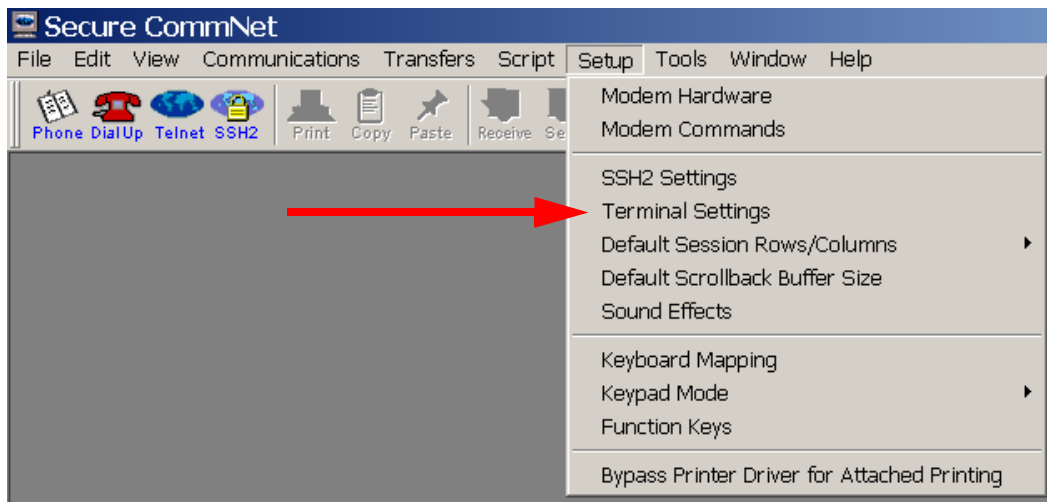 Secure CommNet
File Edit View Communications Transfers Script Setup Tools Window Help
Phone DialUp Telnet SSH2 Print Copy Paste Receive Se
Modem Hardware
Modem Commands
SSH2 Settings
Terminal Settings
Default Session Rows/Columns
Default Scrollback Buffer Size
Sound Effects
Keyboard Mapping
Keypad Mode
Function Keys
Bypass Printer Driver for Attached Printing